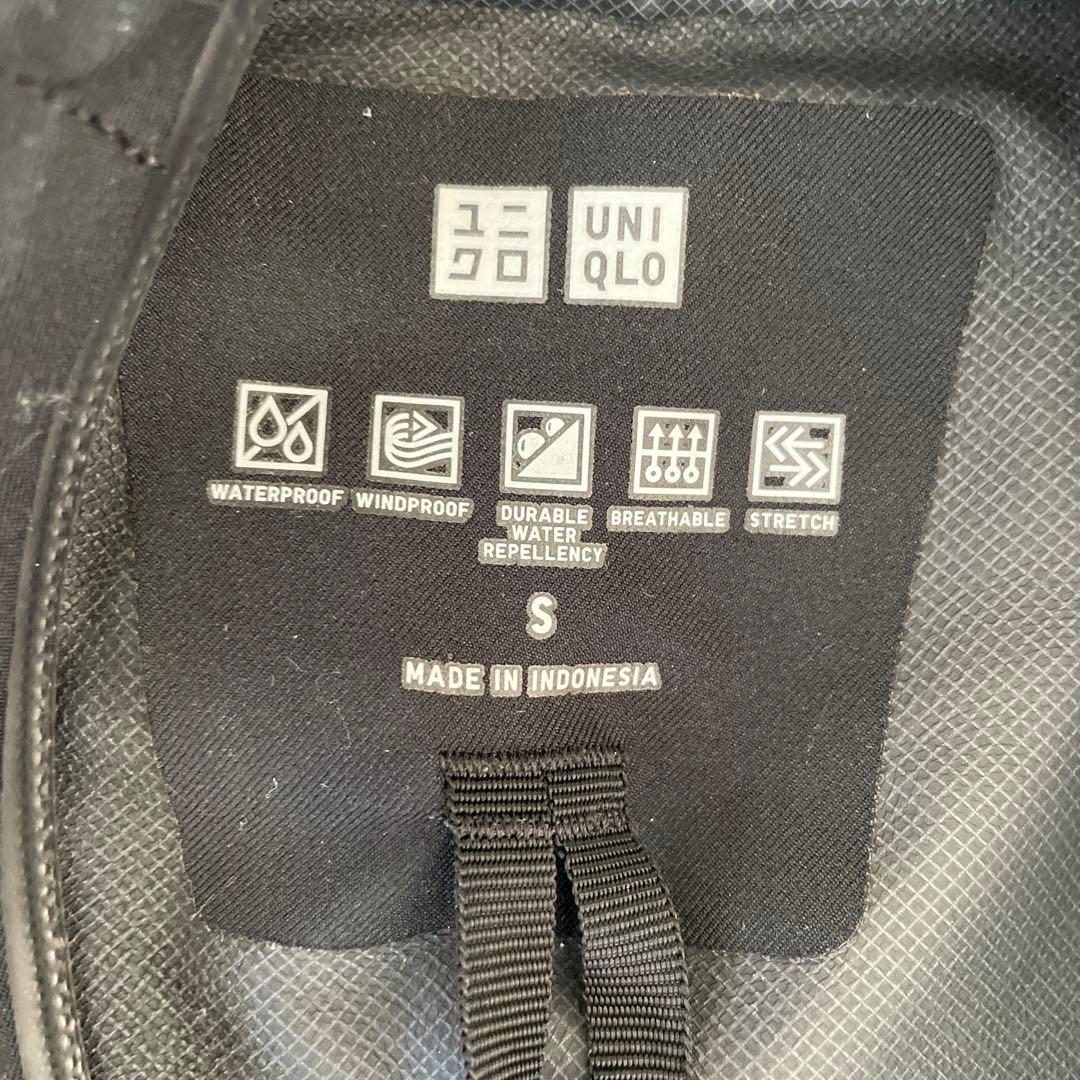 ユニ
クロ
UNI
QLO
WATERPROOF
WINDPROOF
DURABLE
WATER
REPELLENCY
BREATHABLE
STRETCH
S
MADE IN INDONESIA